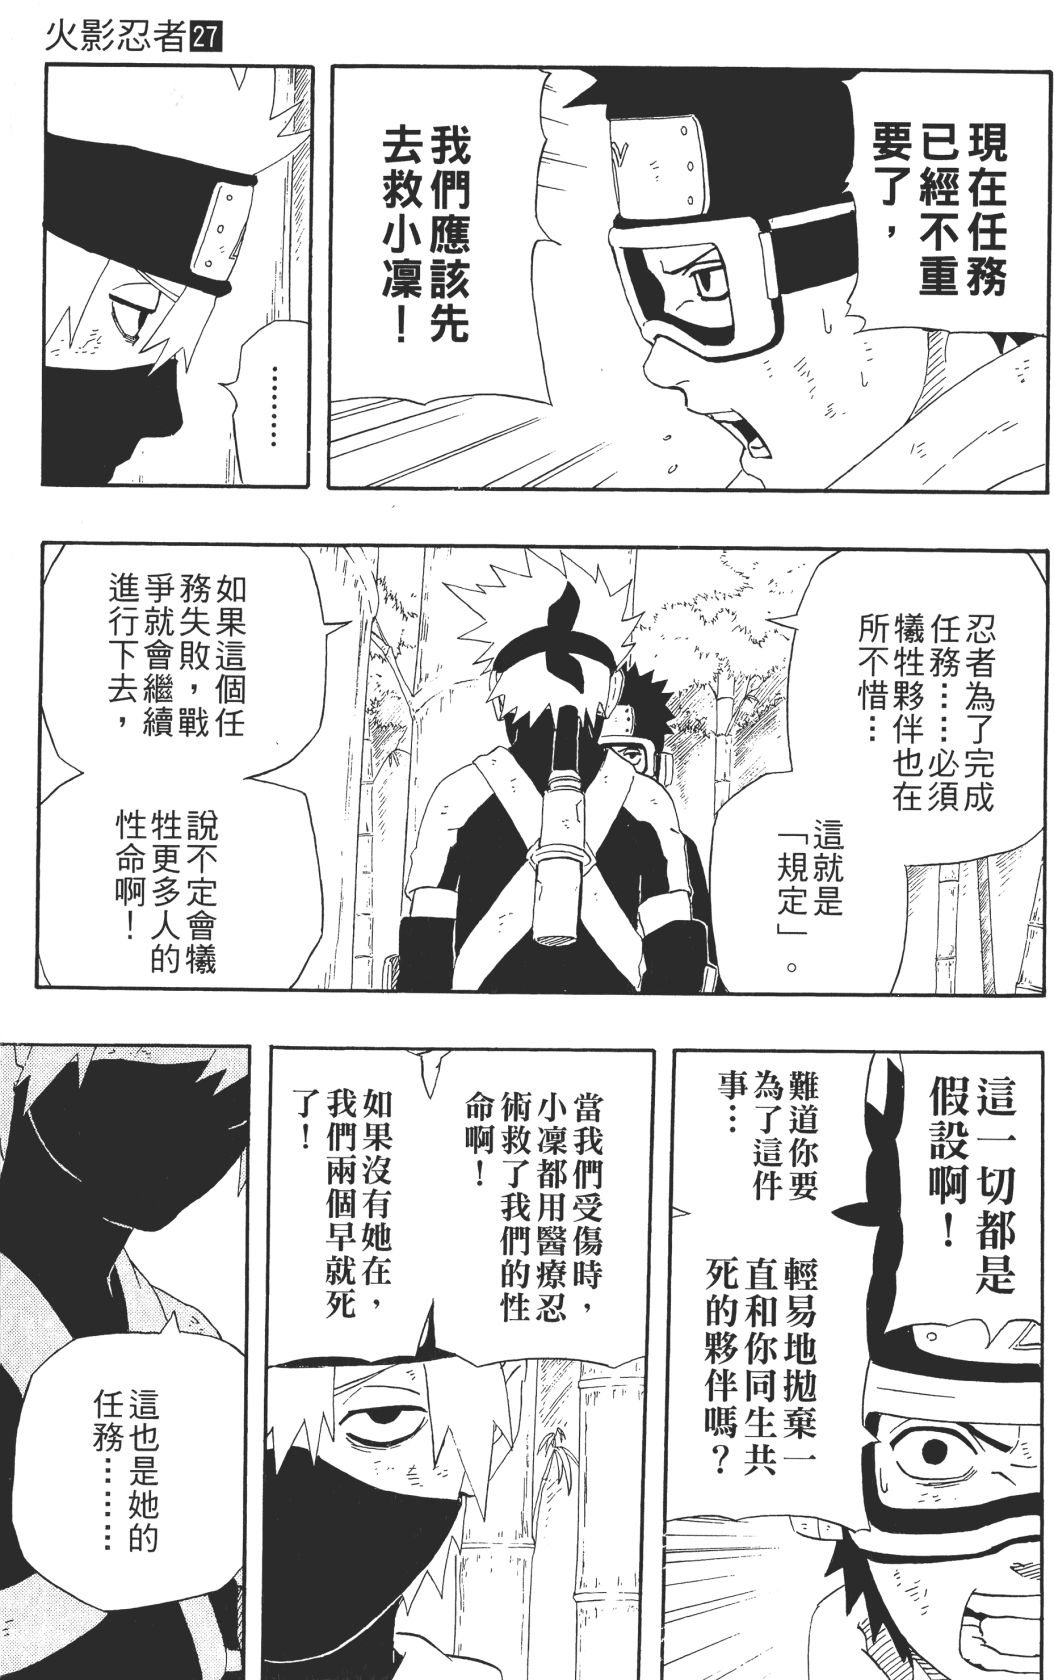 火影忍者27
現在任務
已經不重
要了，
我們應該先
去救小凜！
………
忍者為了完成
任務……必須
犧牲夥伴也在
所不惜…
這就是
「規定」。
如果這個任
務失敗，戰
爭就會繼續
進行下去，
說不定會犧
牲更多人的
性命啊！
這一切都是
假設啊！
難道你要
為了這件
事…
輕易地拋棄一
直和你同生共
死的夥伴嗎？
當我們受傷時，
小凜都用醫療忍
術救了我們的性
命啊！
如果沒有她在，
我們兩個早就死
了！
這也是她的
任務………